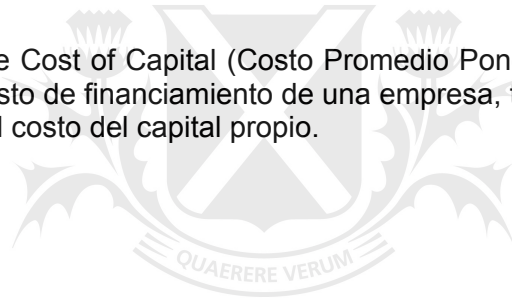 e Cost of Capital (Costo Promedio Pon
sto de financiamiento de una empresa, t
l costo del capital propio.
QUAERERE VERUM